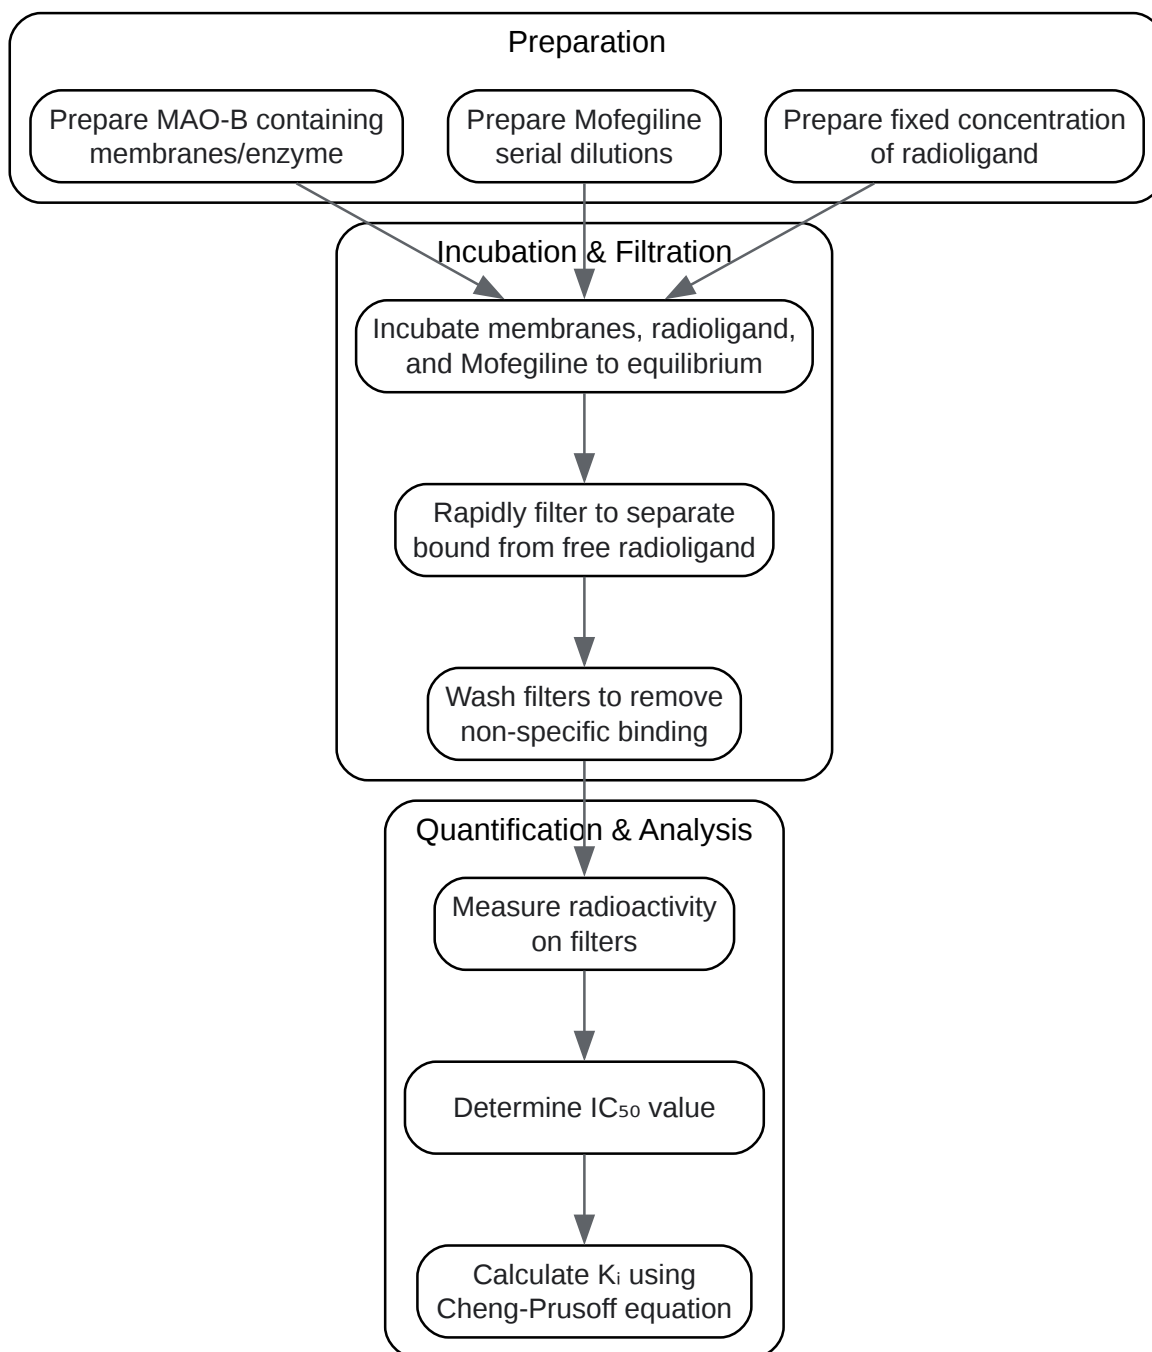 Preparation
Prepare MAO-B containing
membranes/enzyme
Prepare Mofegiline
serial dilutions
Prepare fixed concentration
of radioligand
Incubation & Filtration
Incubate membranes, radioligand,
and Mofegiline to equilibrium
Rapidly filter to separate
bound from free radioligand
Wash filters to remove
non-specific binding
Quantification & Analysis
Measure radioactivity
on filters
Determine IC₅₀ value
Calculate Kᵢ using
Cheng-Prusoff equation